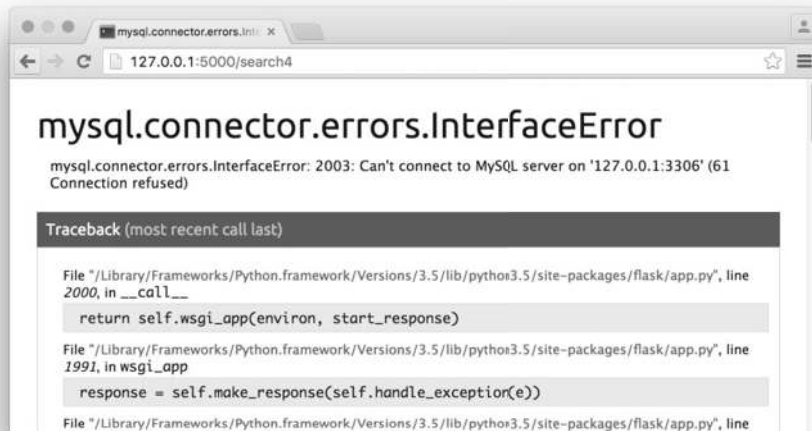 mysql.connector.errors.Int
127.0.0.1:5000/search4
mysql.connector.errors.InterfaceError
mysql.connector.errors.InterfaceError: 2003: Can't connect to MySQL server on '127.0.0.1:3306' (61
Connection refused)
Traceback (most recent call last)
File "/Library/Frameworks/Python.framework/Versions/3.5/lib/python3.5/site-packages/flask/app.py", line
2000, in __call__
return self.wsgi_app(environ, start_response)
File "/Library/Frameworks/Python.framework/Versions/3.5/lib/python3.5/site-packages/flask/app.py", line
1991, in wsgi_app
response = self.make_response(self.handle_exception(e))
File "/Library/Frameworks/Python.framework/Versions/3.5/lib/python3.5/site-packages/flask/app.py", line